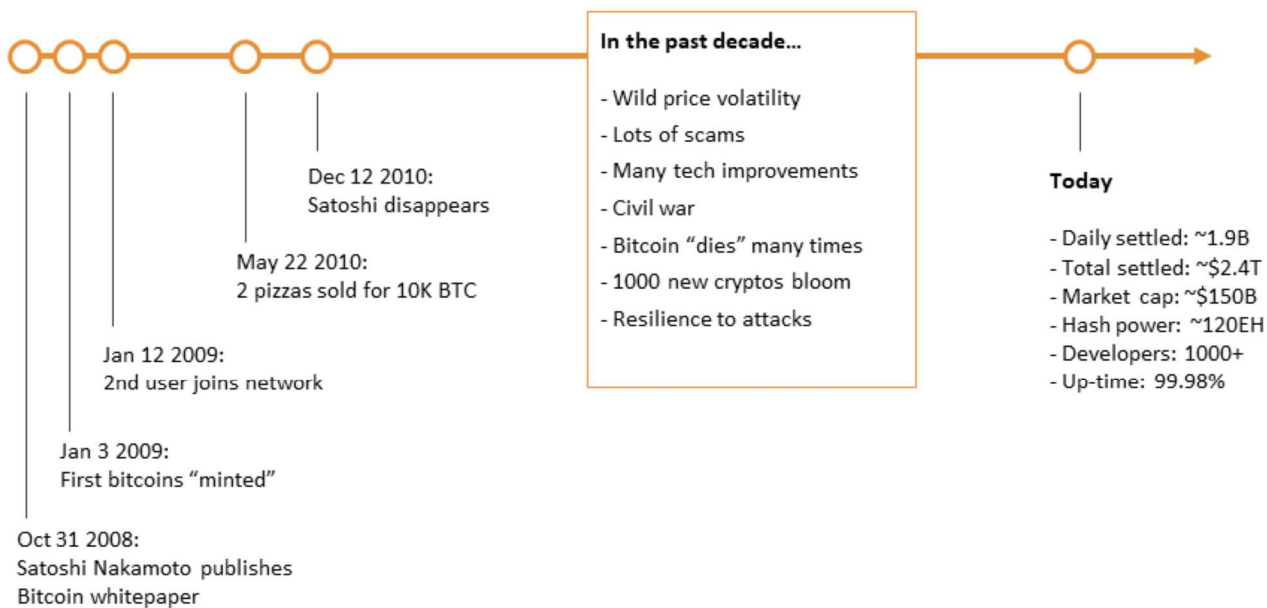 In the past decade...
- Wild price volatility
- Lots of scams
- Many tech improvements
- Civil war
- Bitcoin “dies” many times
- 1000 new cryptos bloom
- Resilience to attacks
Dec 12 2010:
Satoshi disappears
May 22 2010:
2 pizzas sold for 10K BTC
Jan 12 2009:
2nd user joins network
Jan 3 2009:
First bitcoins “minted”
Oct 31 2008:
Satoshi Nakamoto publishes
Bitcoin whitepaper
Today
- Daily settled: ~1.9B
- Total settled: ~$2.4T
- Market cap: ~$150B
- Hash power: ~120EH
- Developers: 1000+
- Up-time: 99.98%